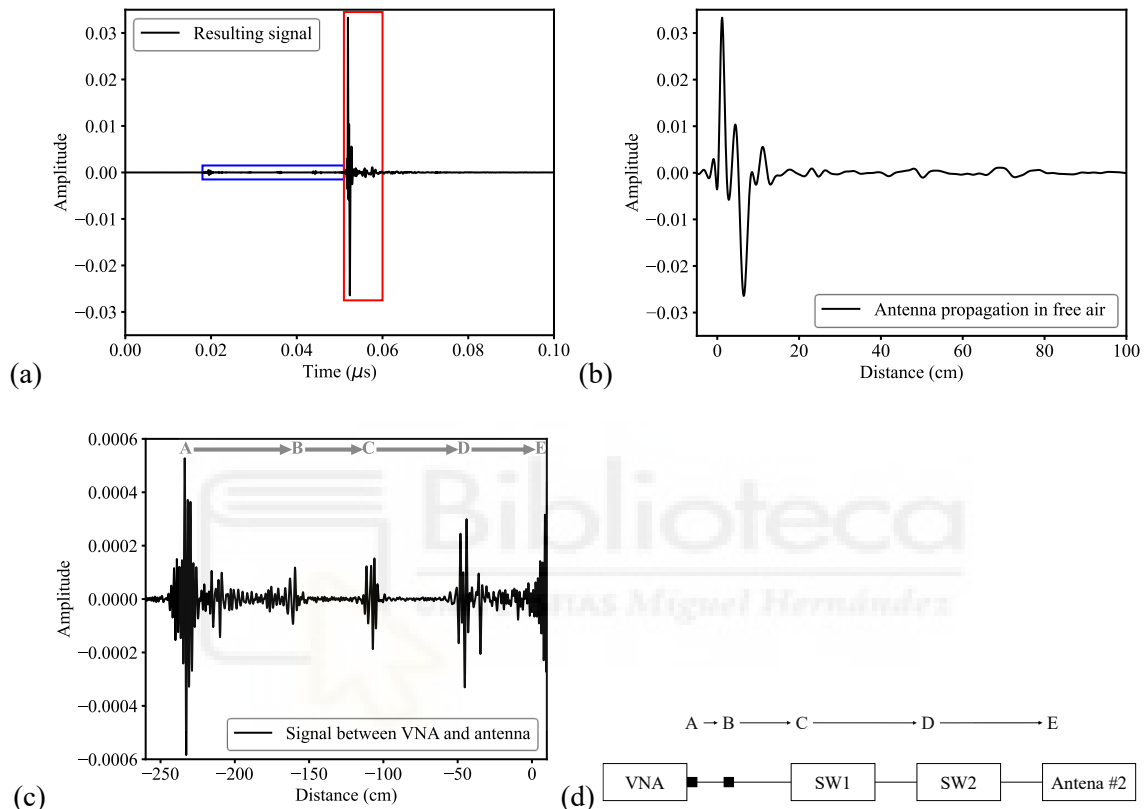 Resulting signal
Amplitude
0.03
0.02
0.01
0.00
−0.01
−0.02
−0.03
0.00 0.02 0.04 0.06 0.08 0.10
Time (μs)
(a)
Antenna propagation in free air
Amplitude
0.03
0.02
0.01
0.00
−0.01
−0.02
−0.03
0 20 40 60 80 100
Distance (cm)
(b)
A B C D E
Amplitude
0.0006
0.0004
0.0002
0.0000
−0.0002
−0.0004
−0.0006
Signal between VNA and antenna
−250 −200 −150 −100 −50 0
Distance (cm)
(c)
Biblioteca
UNIVERSITAS Miguel Hernández
A B C D E
VNA SW1 SW2 Antena #2
(d)